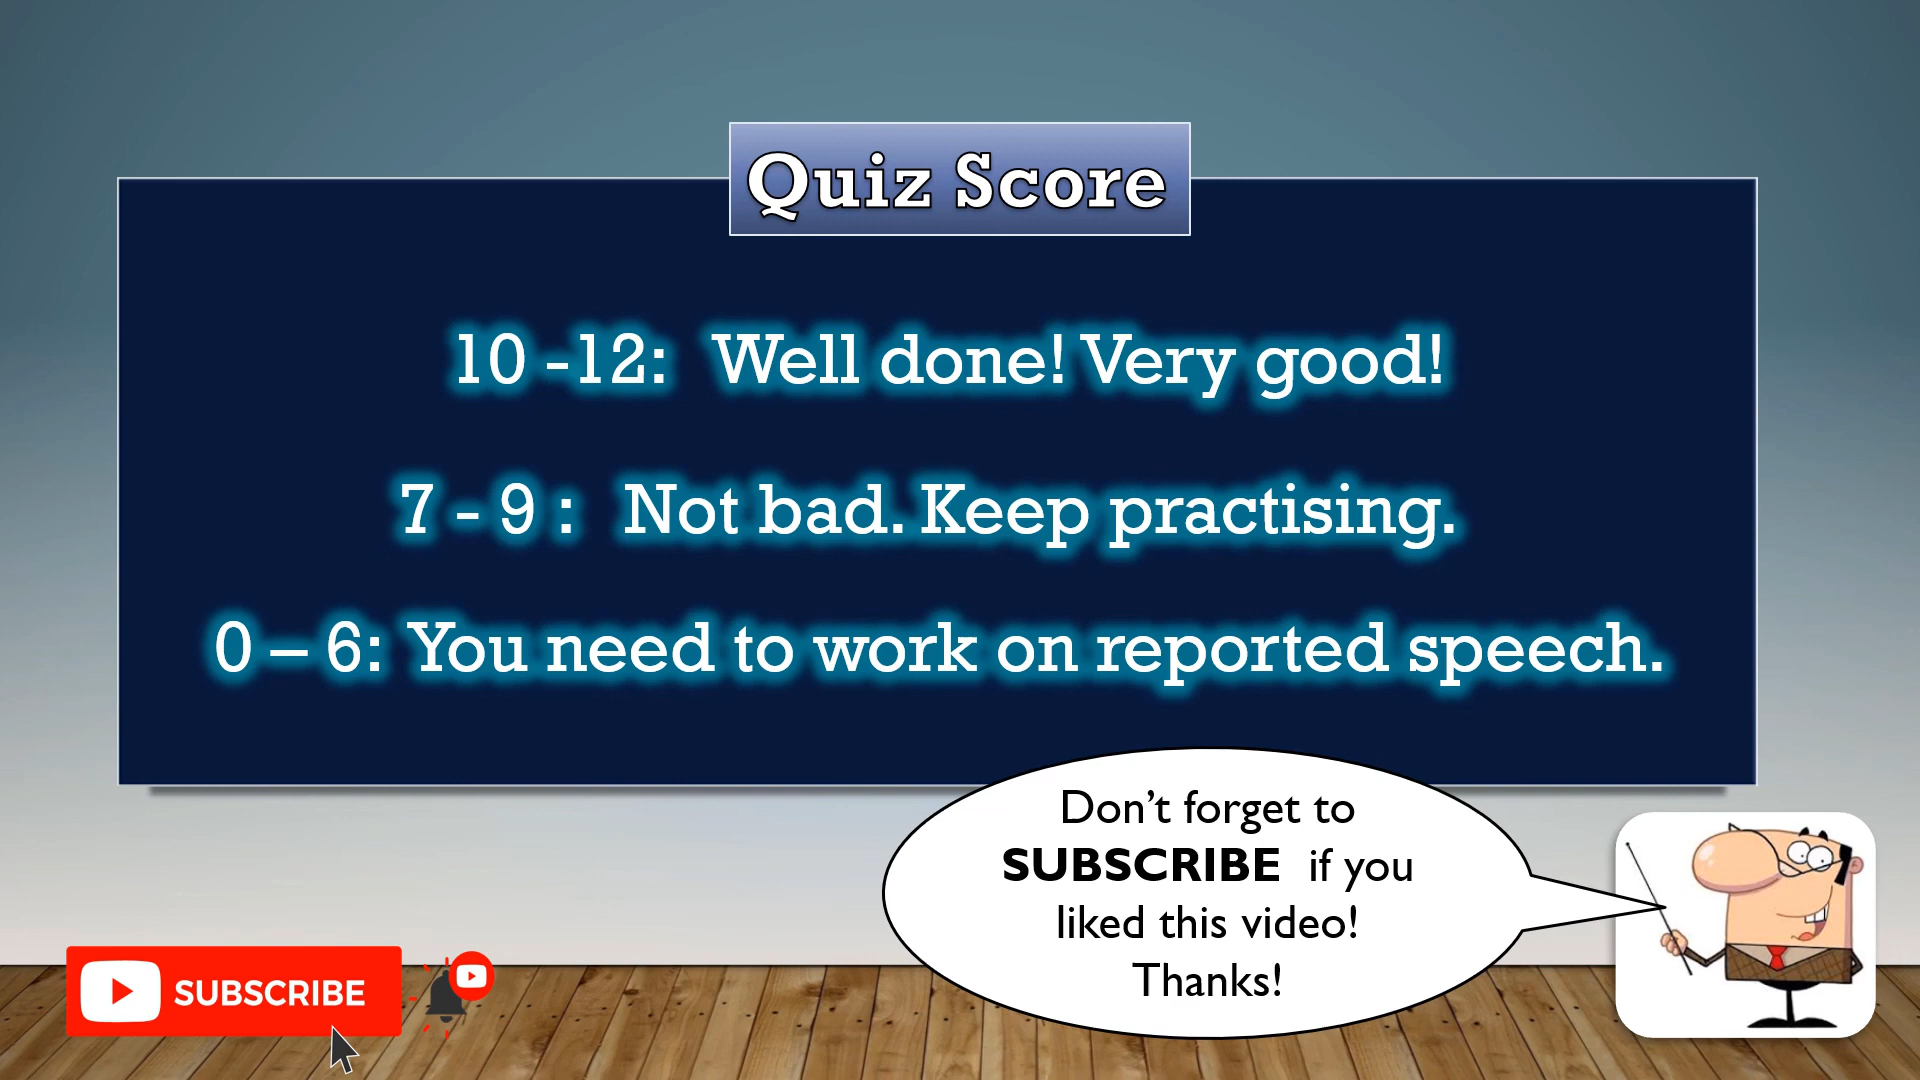 Quiz Score
10 -12: Well done! Very good!
7 - 9 : Not bad. Keep practising.
0 – 6: You need to work on reported speech.
Don’t forget to
SUBSCRIBE if you
liked this video!
Thanks!
SUBSCRIBE